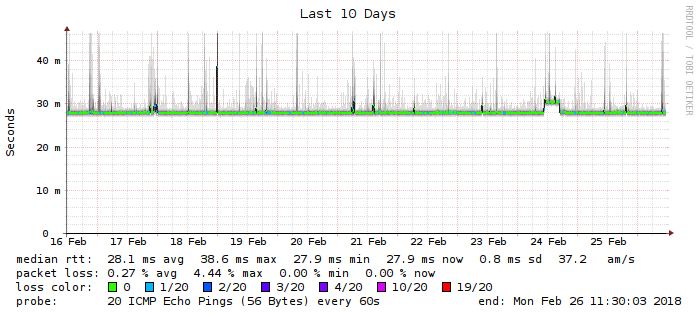 Last 10 Days
RRDTOOL / TOBI OETIKER
Seconds
40 m
30 m
20 m
10 m
0
16 Feb 17 Feb 18 Feb 19 Feb 20 Feb 21 Feb 22 Feb 23 Feb 24 Feb 25 Feb
median rtt: 28.1 ms avg 38.6 ms max 27.9 ms min 27.9 ms now 0.8 ms sd 37.2 am/s
packet loss: 0.27 % avg 4.44 % max 0.00 % min 0.00 % now
loss color: 0 1/20 2/20 3/20 4/20 10/20 19/20
probe: 20 ICMP Echo Pings (56 Bytes) every 60s end: Mon Feb 26 11:30:03 2018